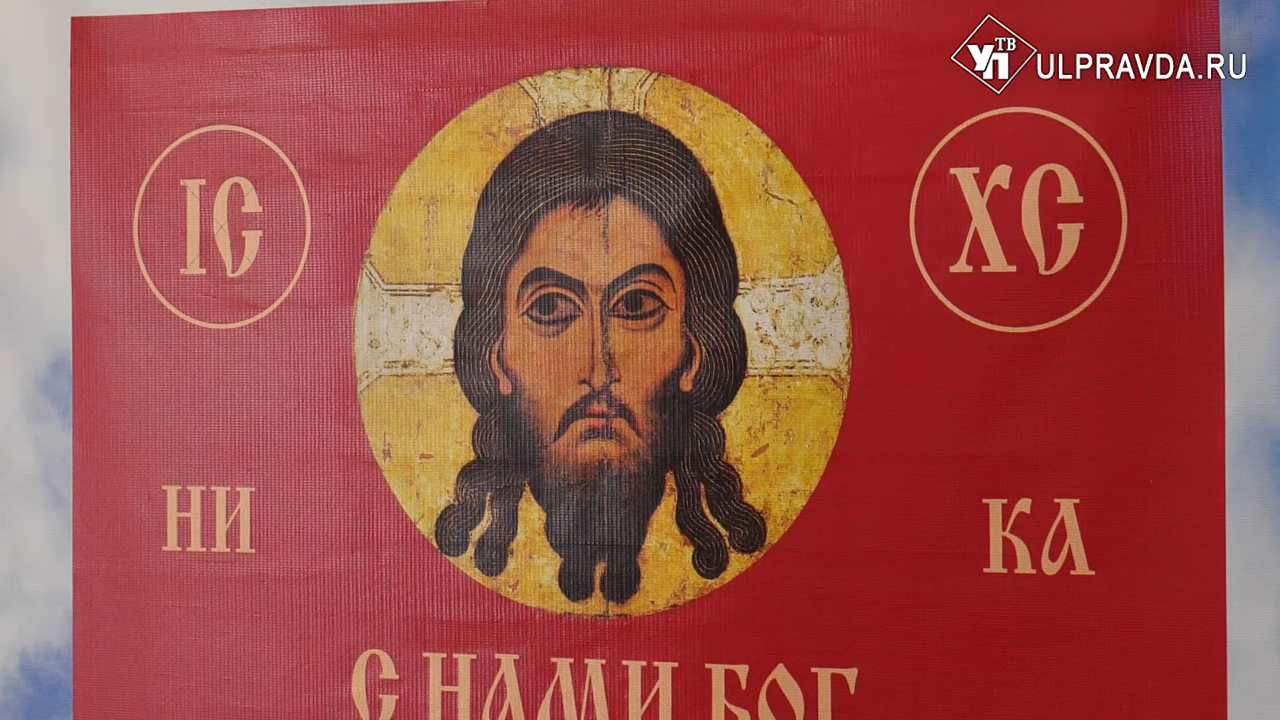 УП ТВ ULPRAVDA.RU
ІС ХС
НИ КА
С НАМИ БОГ